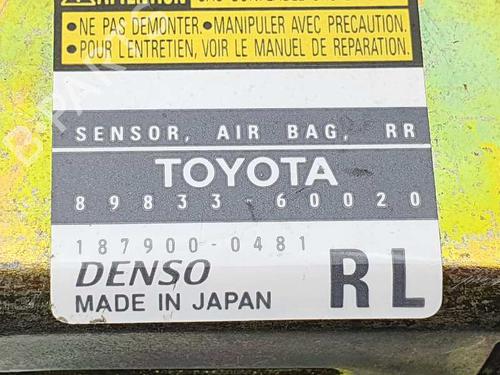 ATTENTION
•NE PAS DEMONTER. •MANIPULER AVEC PRECAUTION.
•POUR L'ENTRETIEN, VOIR LE MANUEL DE REPARATION.
SENSOR, AIR BAG, RR
TOYOTA
89833-60020
187900-0481
DENSO
MADE IN JAPAN
RL